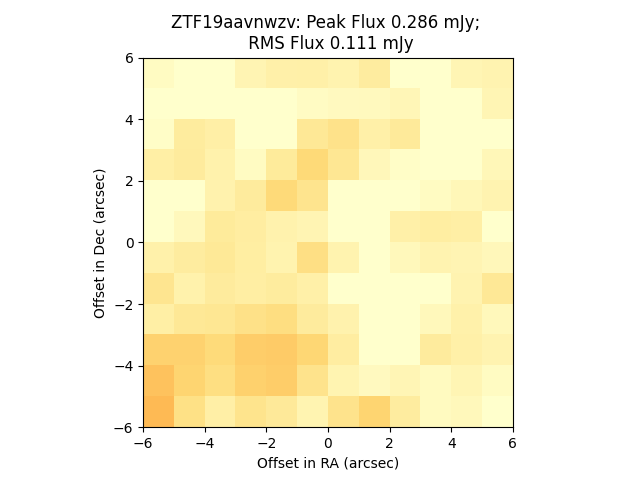 ZTF19aavnwzv: Peak Flux 0.286 mJy;
RMS Flux 0.111 mJy
6
4
2
0
−2
−4
−6
Offset in Dec (arcsec)
−6 −4 −2 0 2 4 6
Offset in RA (arcsec)